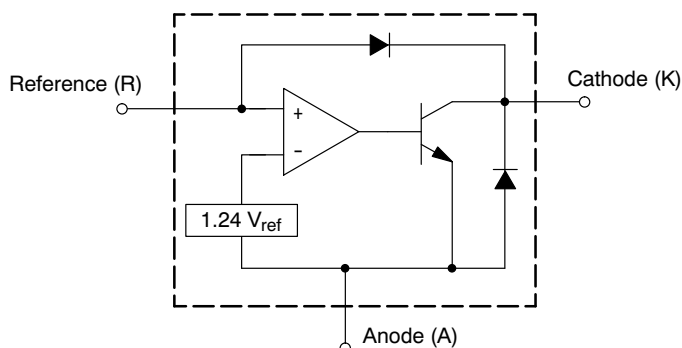 Reference (R)
Cathode (K)
+
−
1.24 Vref
Anode (A)